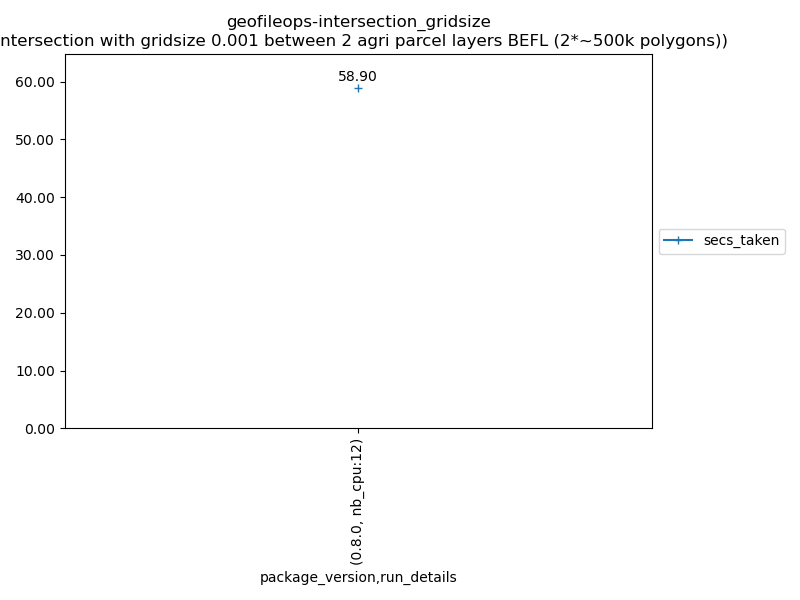 geofileops-intersection_gridsize
ntersection with gridsize 0.001 between 2 agri parcel layers BEFL (2*~500k polygons))
58.90
60.00
50.00
40.00
30.00
20.00
10.00
0.00
secs_taken
(0.8.0, nb_cpu:12)
package_version,run_details